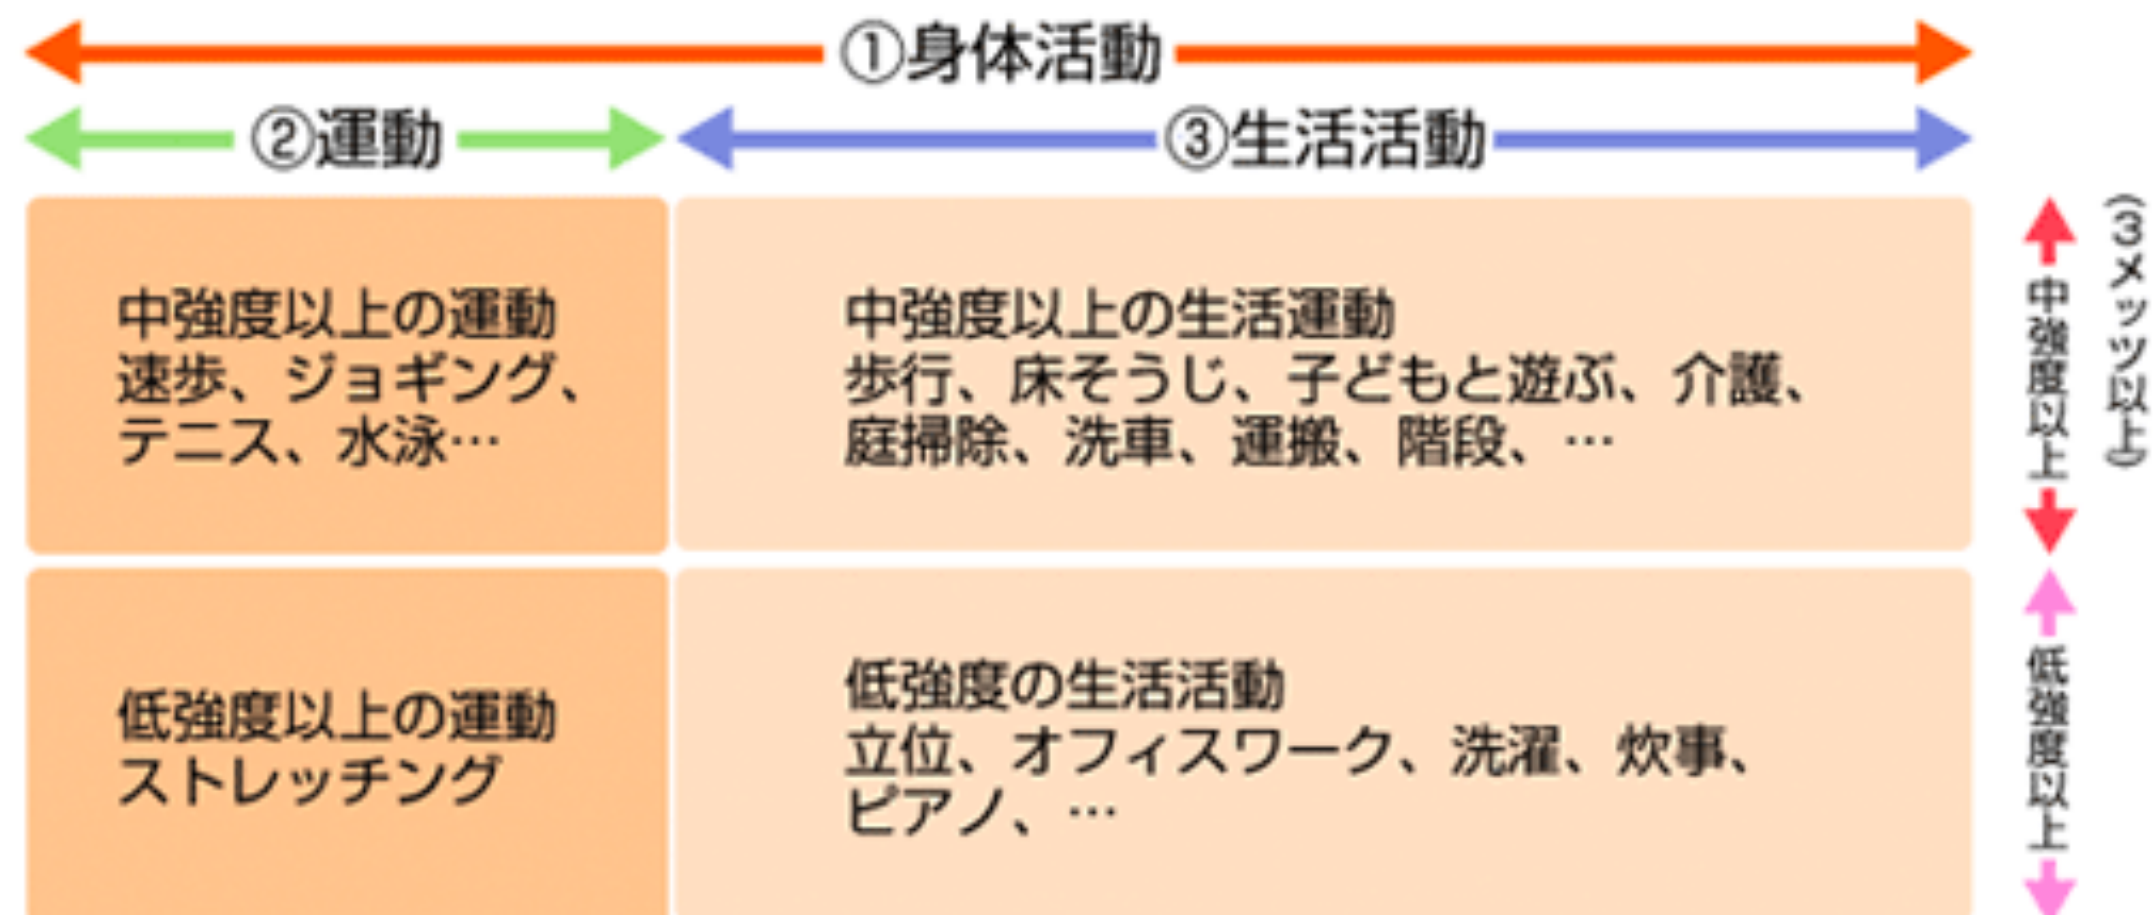 ①身体活動
②運動
③生活活動
中強度以上の運動
速歩、ジョギング、
テニス、水泳…
中強度以上の生活運動
歩行、床そうじ、子どもと遊ぶ、介護、
庭掃除、洗車、運搬、階段、…
中強度以上
(3メッツ以上)
低強度以上の運動
ストレッチング
低強度の生活活動
立位、オフィスワーク、洗濯、炊事、
ピアノ、…
低強度以上